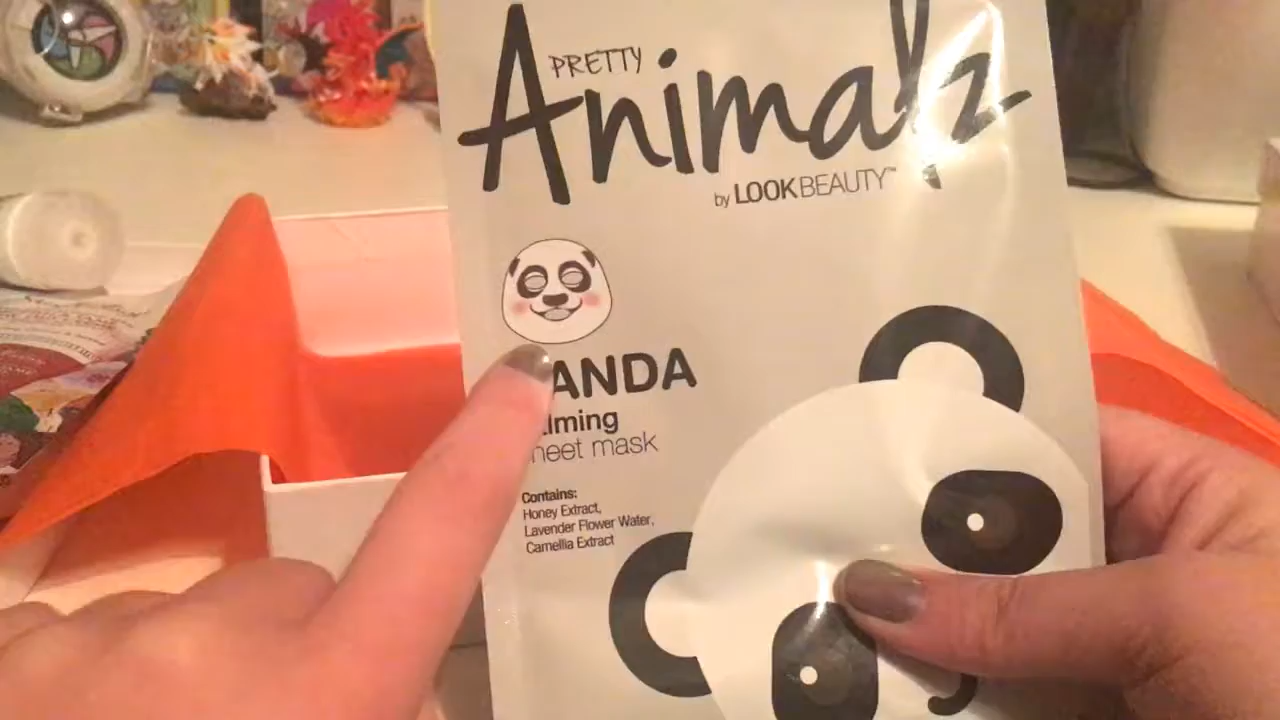 PRETTY
Animalz
by LOOKBEAUTY™
ANDA
lming
heet mask
Contains:
Honey Extract,
Lavender Flower Water,
Camellia Extract